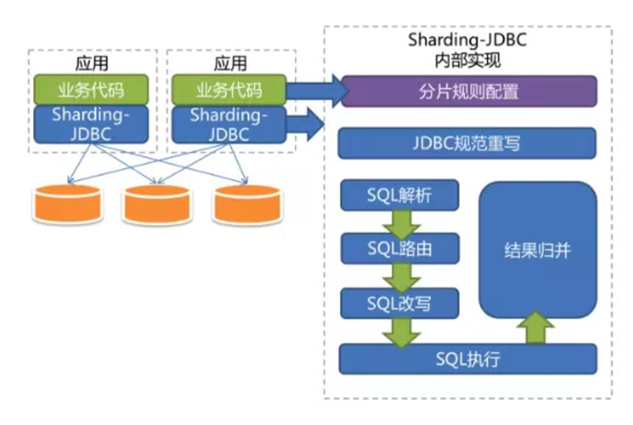 应用
业务代码
Sharding-
JDBC
应用
业务代码
Sharding-
JDBC
Sharding-JDBC
内部实现
分片规则配置
JDBC规范重写
SQL解析
SQL路由
SQL改写
结果归并
SQL执行